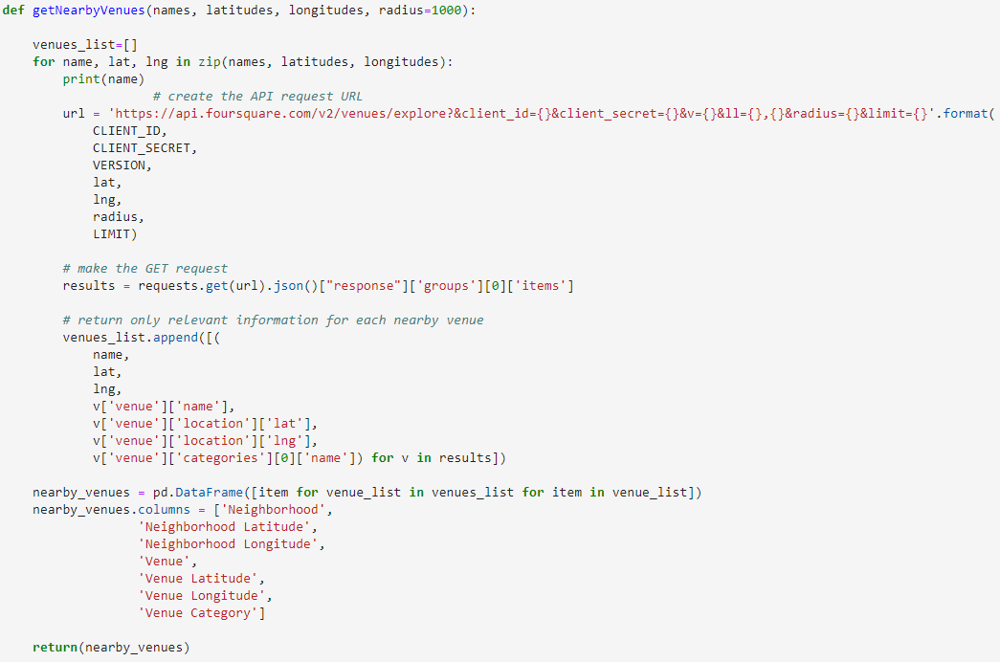 def getNearbyVenues(names, latitudes, longitudes, radius=1000):
venues_list=[]
for name, lat, lng in zip(names, latitudes, longitudes):
print(name)
# create the API request URL
url = 'https://api.foursquare.com/v2/venues/explore?&client_id={}&client_secret={}&v={}&ll={},{}&radius={}&limit={}'.format(
CLIENT_ID,
CLIENT_SECRET,
VERSION,
lat,
lng,
radius,
LIMIT)
# make the GET request
results = requests.get(url).json()["response"]['groups'][0]['items']
# return only relevant information for each nearby venue
venues_list.append([(
name,
lat,
lng,
v['venue']['name'],
v['venue']['location']['lat'],
v['venue']['location']['lng'],
v['venue']['categories'][0]['name']) for v in results])
nearby_venues = pd.DataFrame([item for venue_list in venues_list for item in venue_list])
nearby_venues.columns = ['Neighborhood',
'Neighborhood Latitude',
'Neighborhood Longitude',
'Venue',
'Venue Latitude',
'Venue Longitude',
'Venue Category']
return(nearby_venues)